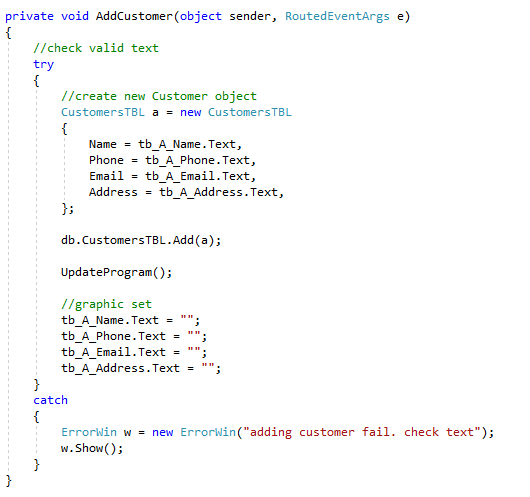 private void AddCustomer(object sender, RoutedEventArgs e)
{
//check valid text
try
{
//create new Customer object
CustomersTBL a = new CustomersTBL
{
Name = tb_A_Name.Text,
Phone = tb_A_Phone.Text,
Email = tb_A_Email.Text,
Address = tb_A_Address.Text,
};
db.CustomersTBL.Add(a);
UpdateProgram();
//graphic set
tb_A_Name.Text = "";
tb_A_Phone.Text = "";
tb_A_Email.Text = "";
tb_A_Address.Text = "";
}
catch
{
ErrorWin w = new ErrorWin("adding customer fail. check text");
w.Show();
}
}